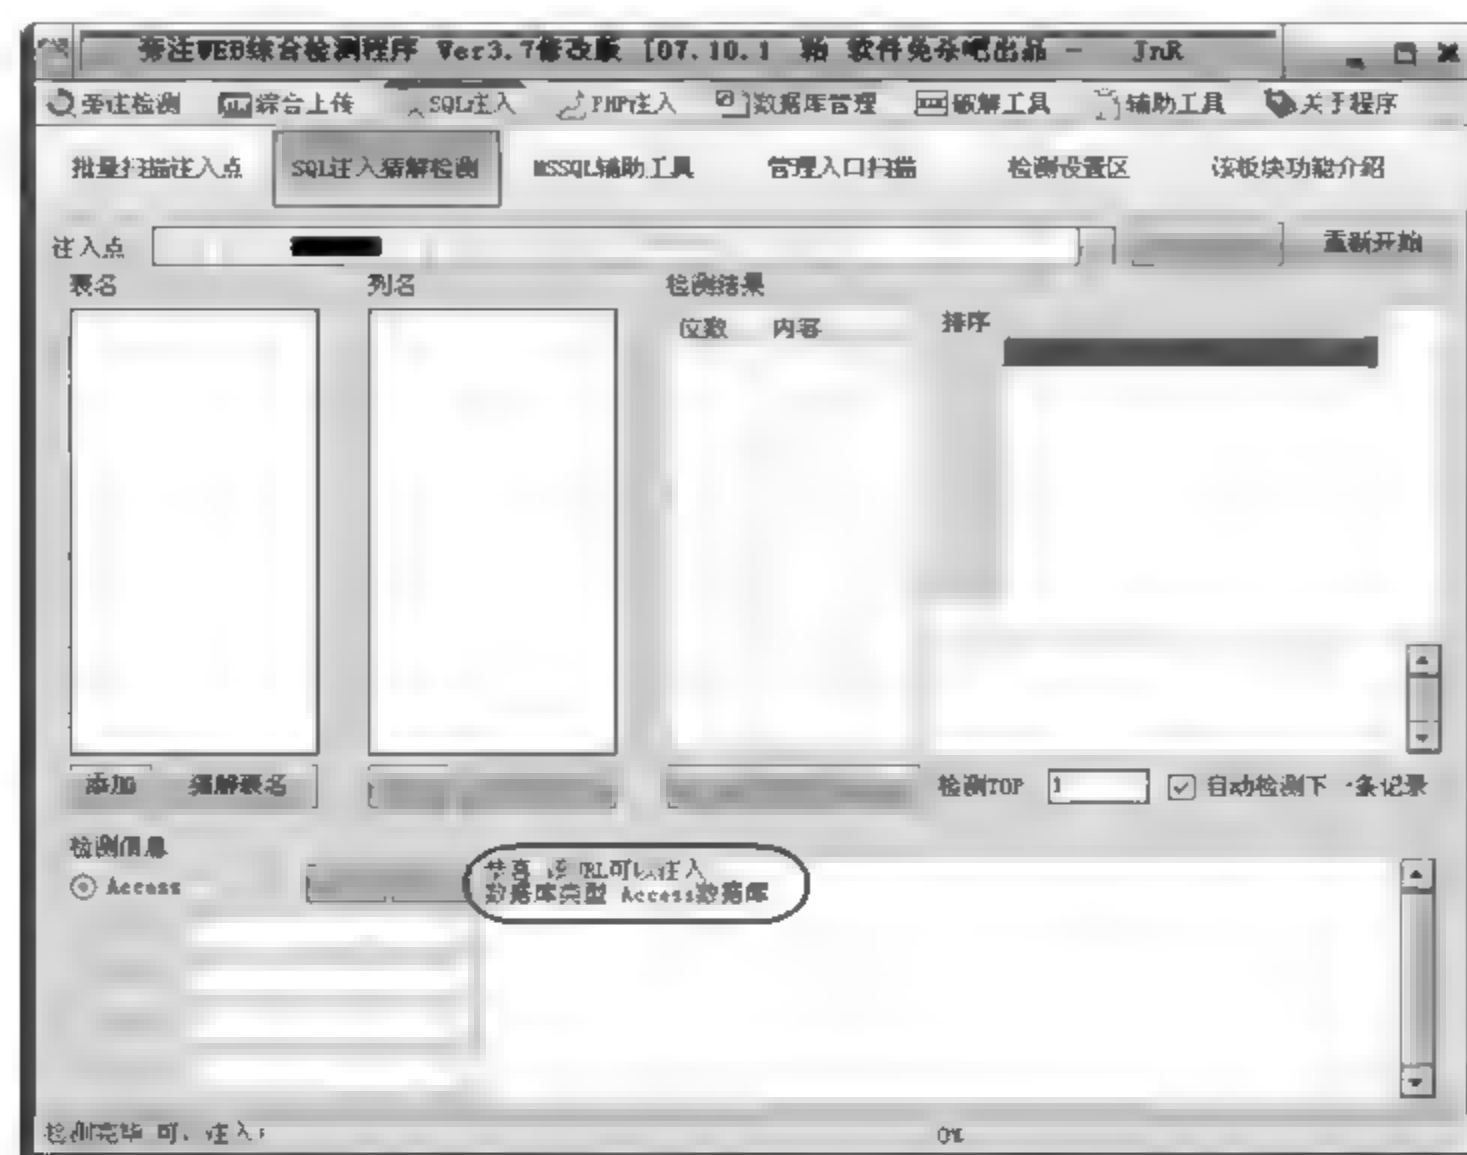 旁注WEB综合检测程序 Ver3.7修改版 [07.10.1 软件免杀吧出品 - JnR
旁注检测 综合上传 SQL注入 PHP注入 数据库管理 破解工具 辅助工具 关于程序
批量扫描注入点 SQL注入猜解检测 MSSQL辅助工具 管理入口扫描 检测设置区 该板块功能介绍
注入点 重新开始
表名 列名 检测结果
位数 内容 排序
添加 猜解表名 检测TOP 1 自动检测下 条记录
检测信息
Access
URL可以注入
数据库类型 Access数据库
检测完毕 可 注入
0%